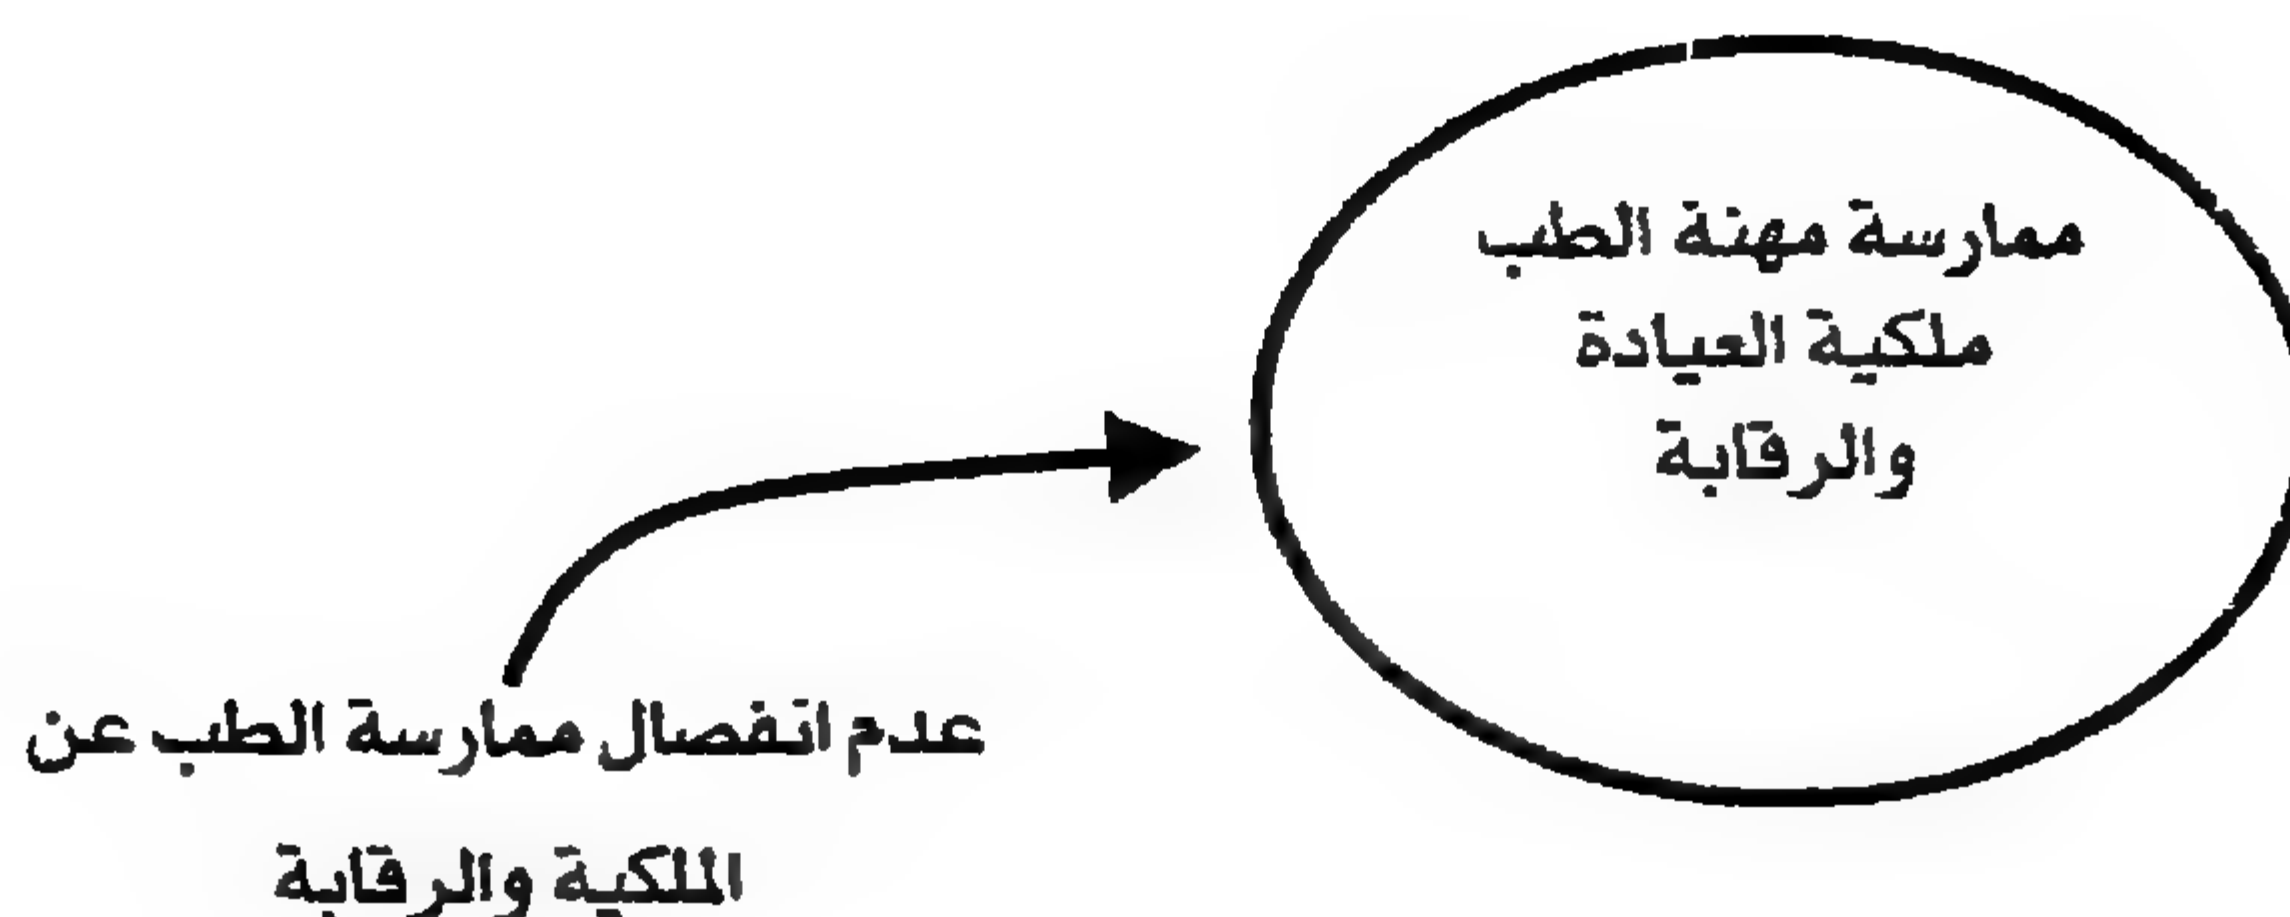 ممارسة مهنة الطب
ملكية العيادة
والرقابة
عدم انفصال ممارسة الطب عن
الملكية والرقابة